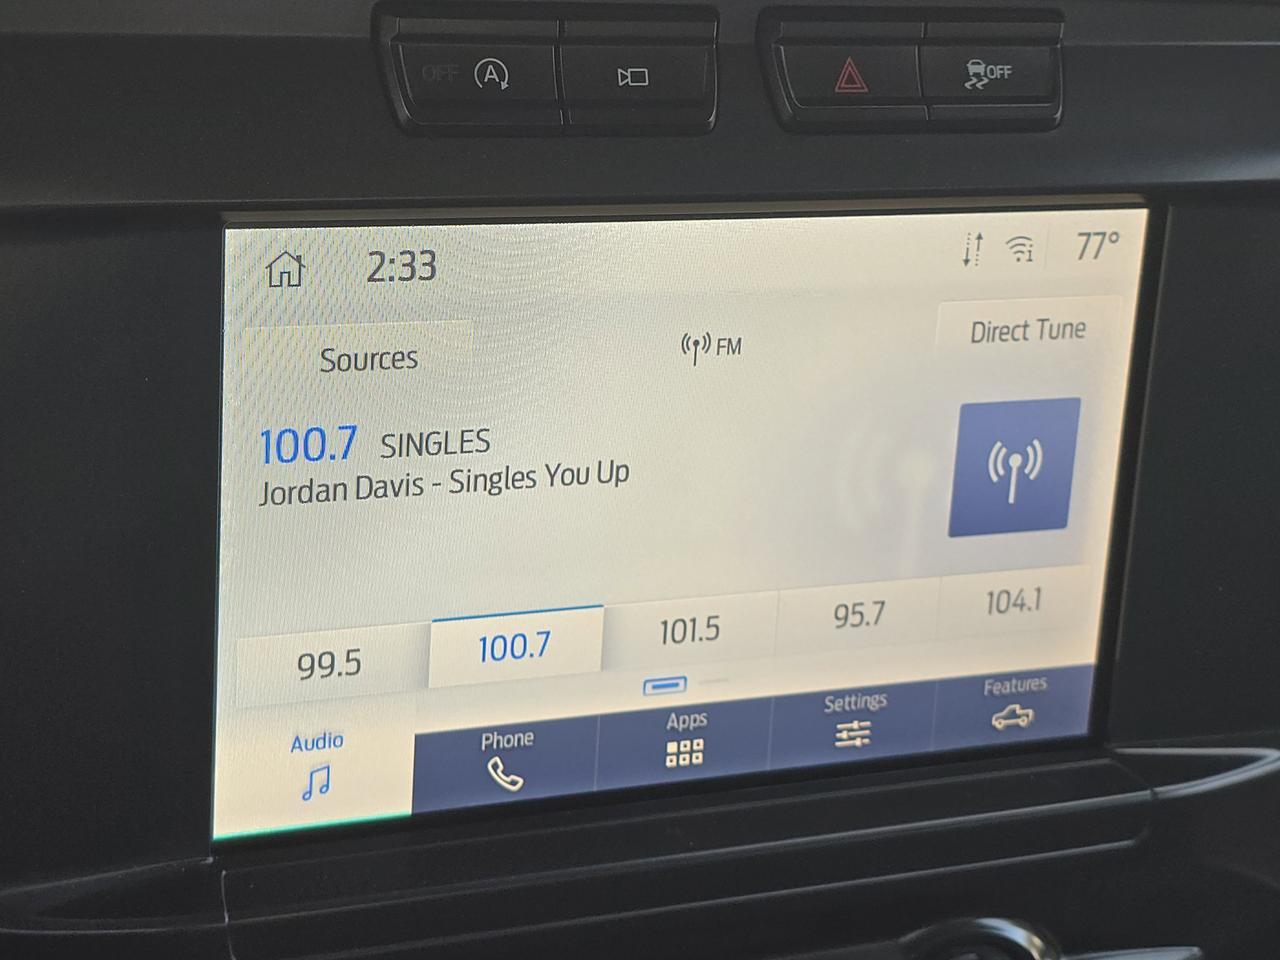 OFF A OFF
2:33 77°
Sources FM Direct Tune
100.7 SINGLES
Jordan Davis - Singles You Up
99.5 100.7 101.5 95.7 104.1
Audio Phone Apps Settings Features